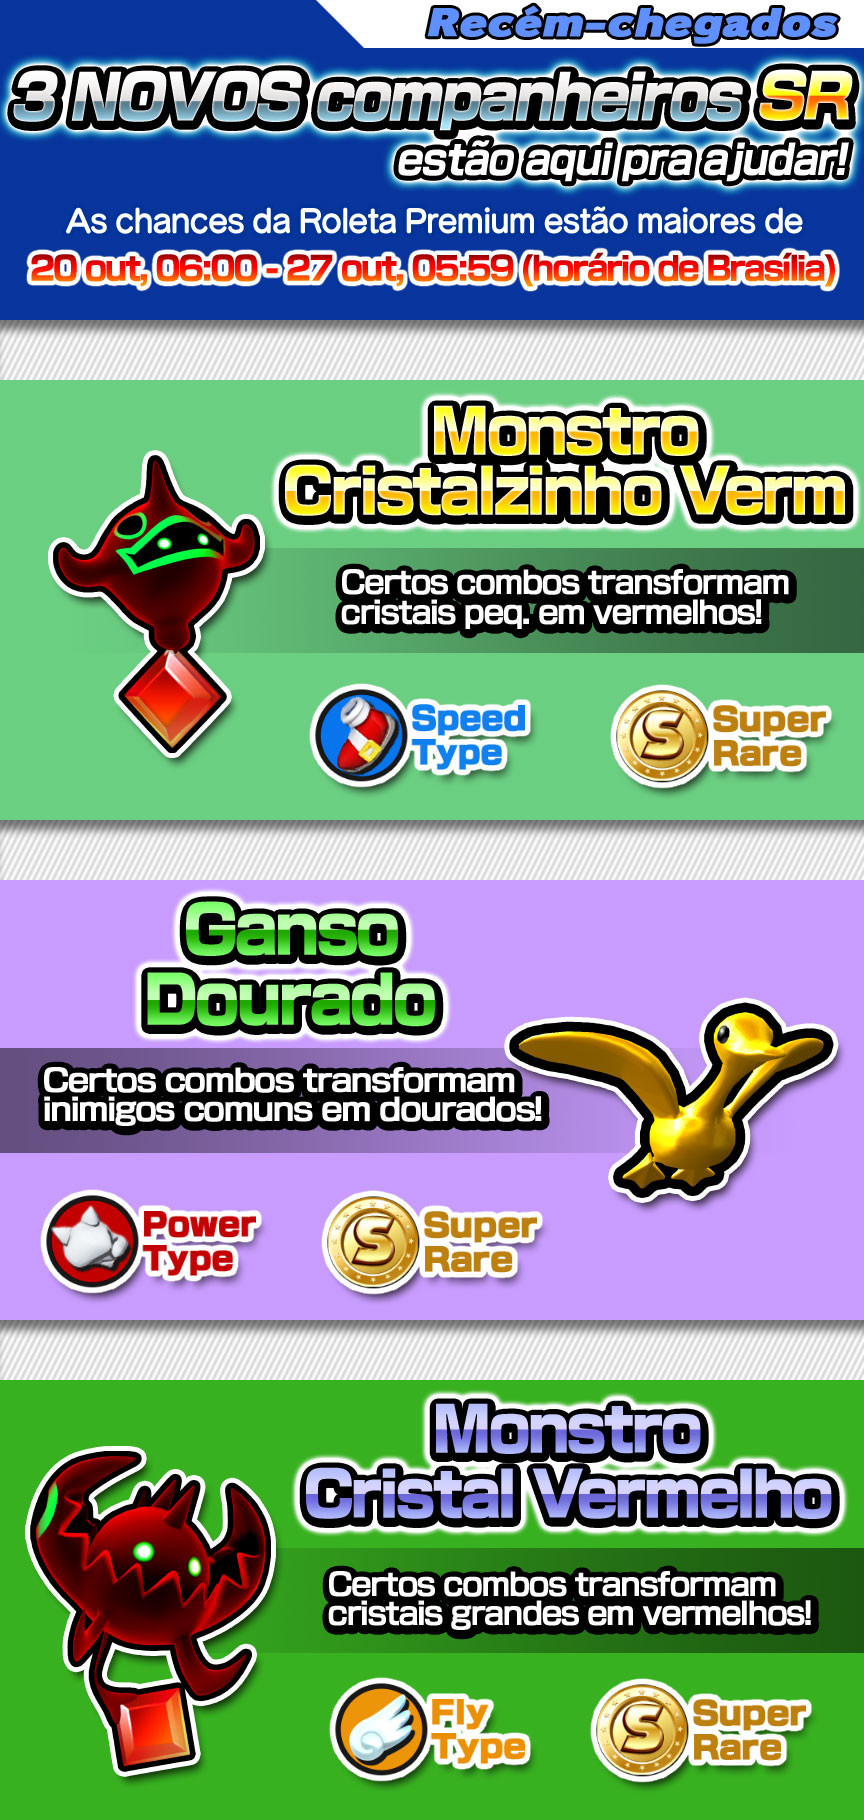 Recém-chegados
3 NOVOS companheiros SR
estão aqui pra ajudar!
As chances da Roleta Premium estão maiores de
20 out, 06:00 - 27 out, 05:59 (horário de Brasília)
Monstro
Cristalzinho Verm
Certos combos transformam
cristais peq. em vermelhos!
Speed
Type
S
Super
Rare
Ganso
Dourado
Certos combos transformam
inimigos comuns em dourados!
Power
Type
S
Super
Rare
Monstro
Cristal Vermelho
Certos combos transformam
cristais grandes em vermelhos!
Fly
Type
S
Super
Rare